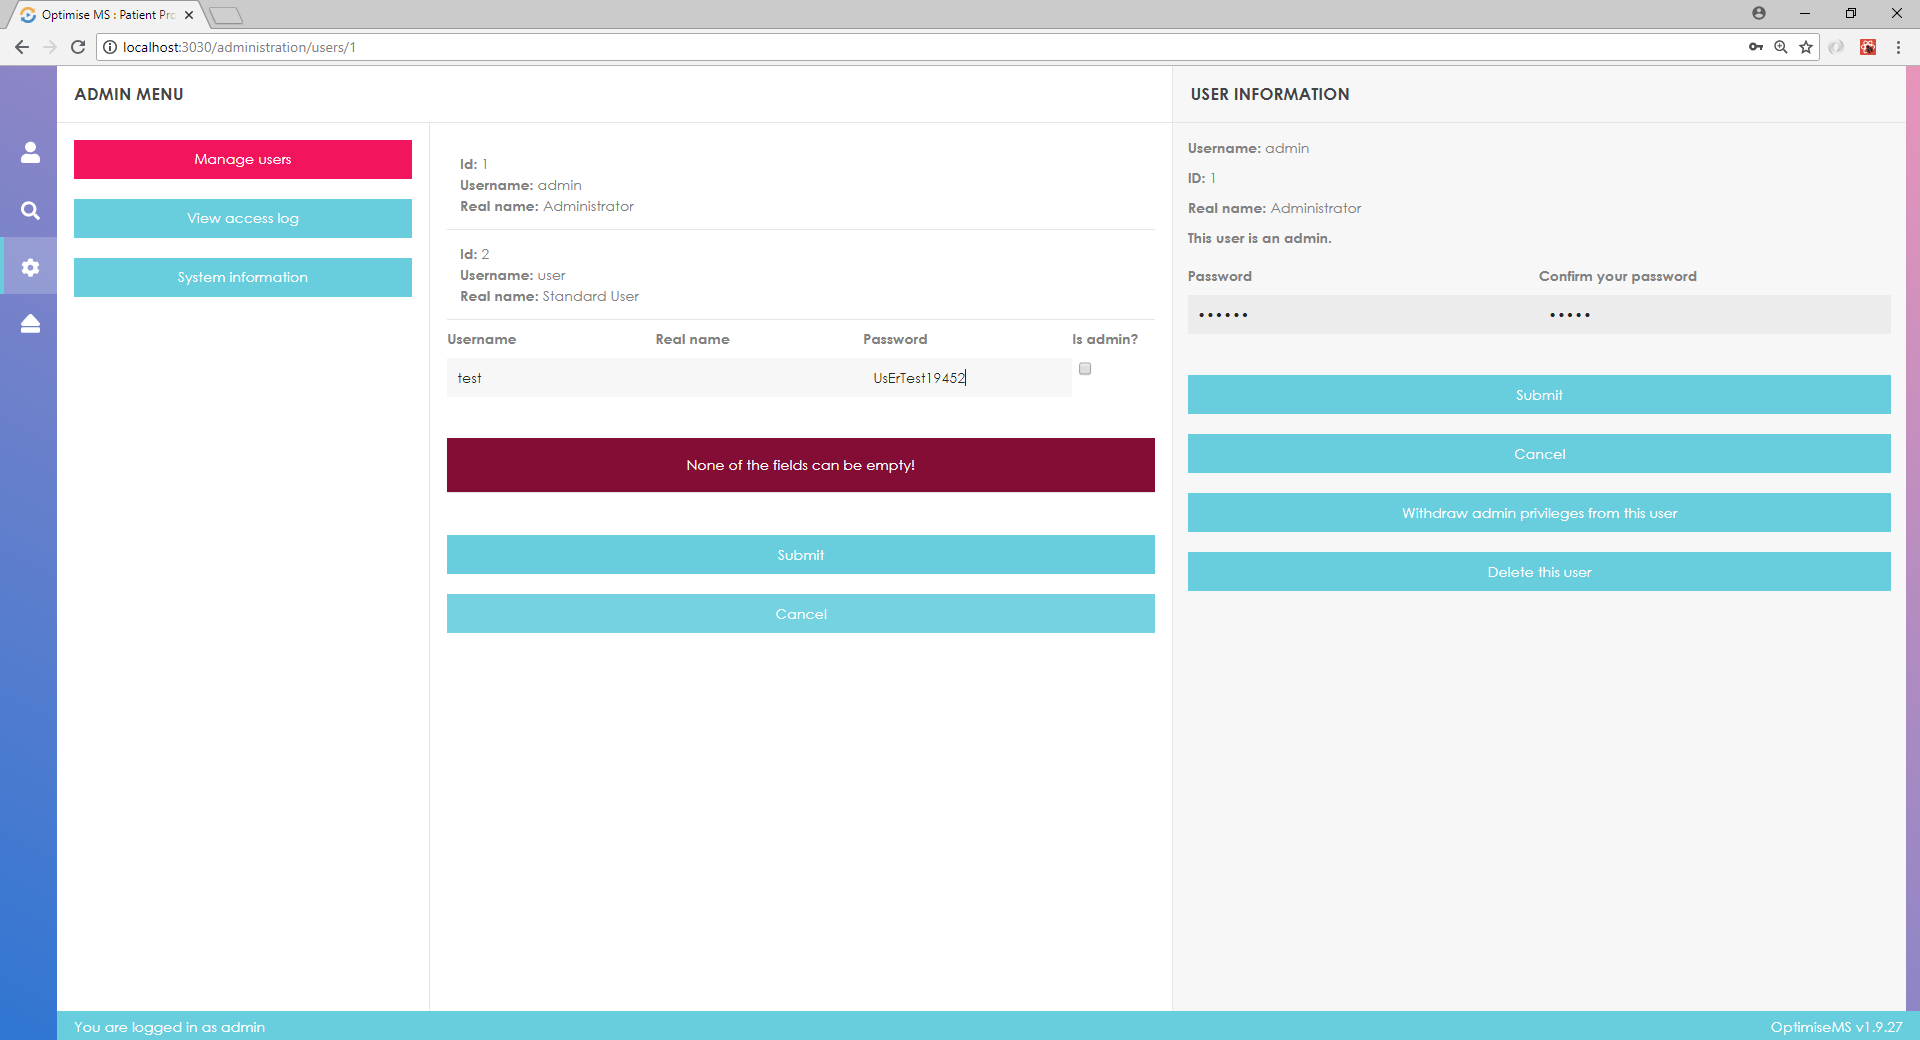 Optimise MS : Patient Pro
localhost:3030/administration/users/1
ADMIN MENU
Manage users
View access log
System information
Id: 1
Username: admin
Real name: Administrator
Id: 2
Username: user
Real name: Standard User
Username Real name Password Is admin?
test UsErTest19452
None of the fields can be empty!
Submit
Cancel
USER INFORMATION
Username: admin
ID: 1
Real name: Administrator
This user is an admin.
Password Confirm your password
•••••• •••••
Submit
Cancel
Withdraw admin privileges from this user
Delete this user
You are logged in as admin
OptimiseMS v1.9.27